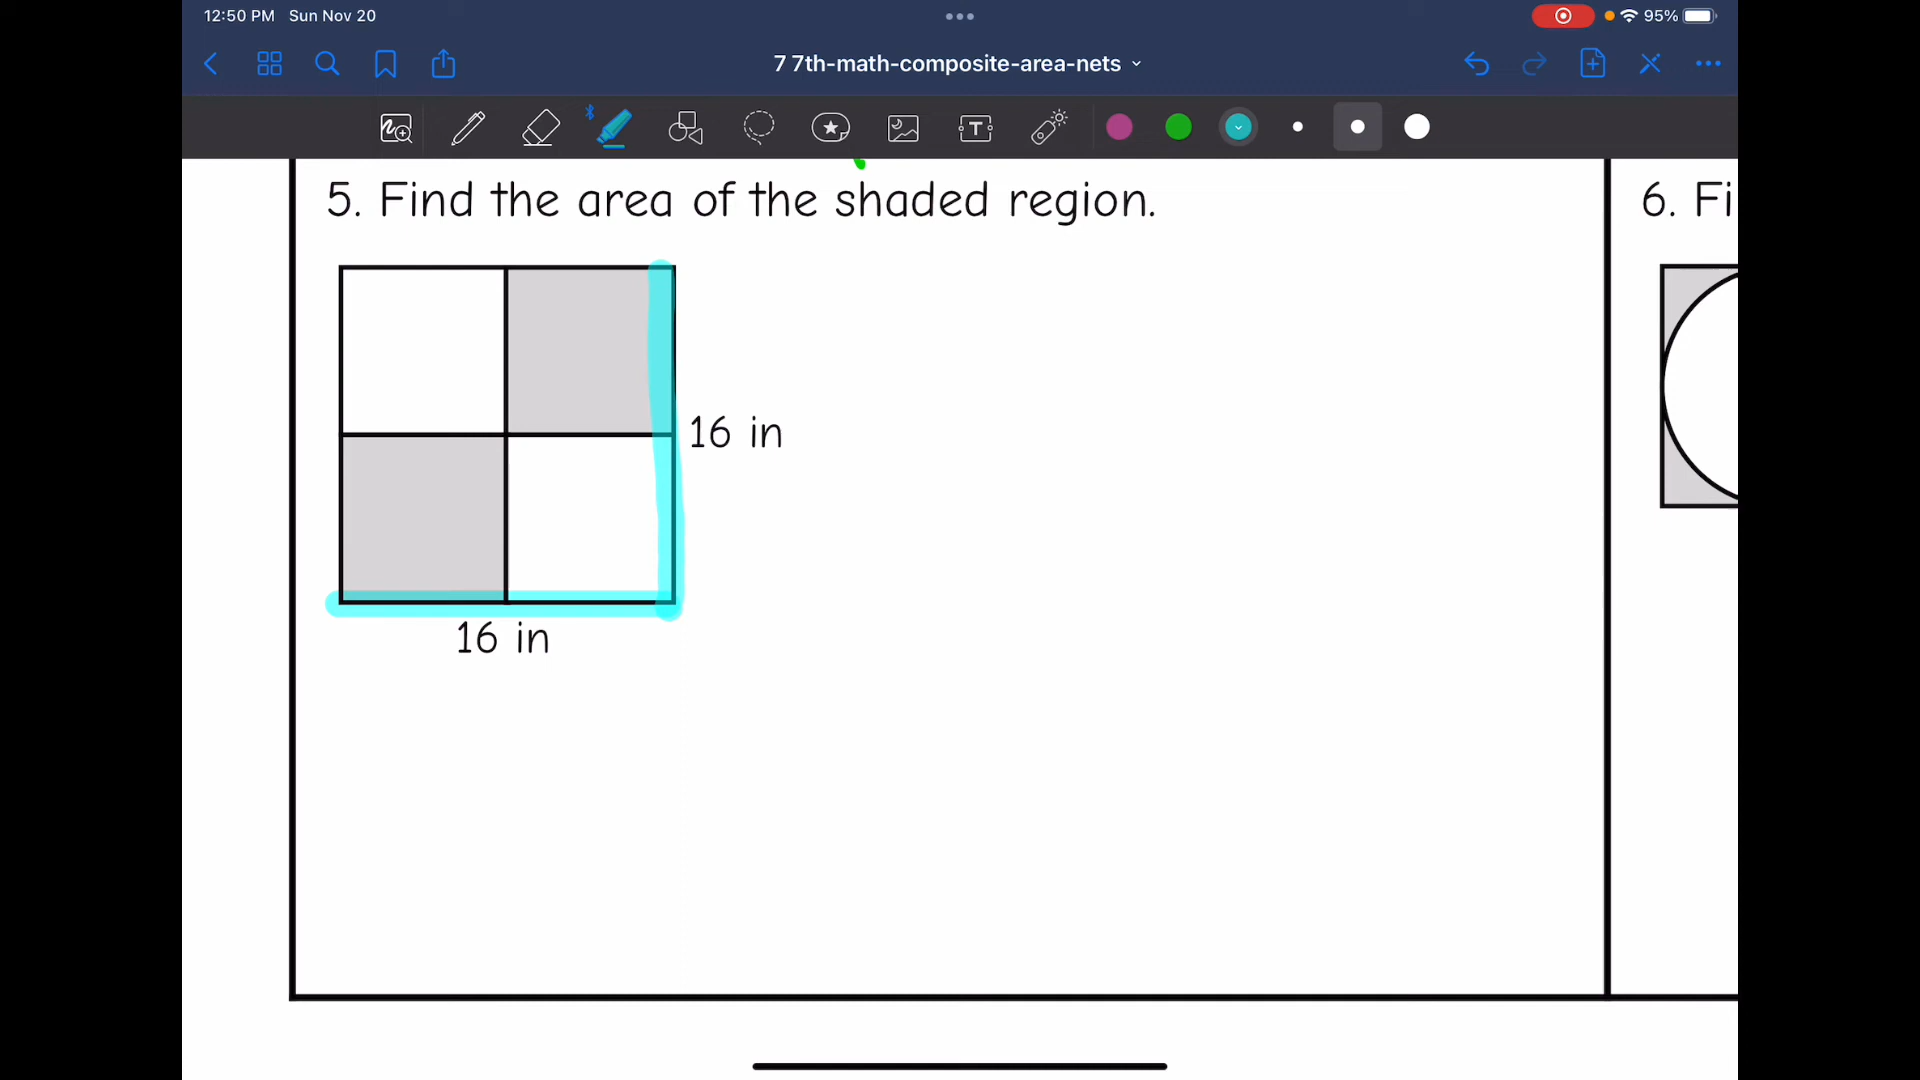 12:50 PM Sun Nov 20
95%
7 7th-math-composite-area-nets
T
5. Find the area of the shaded region.
6. Fi
16 in
16 in